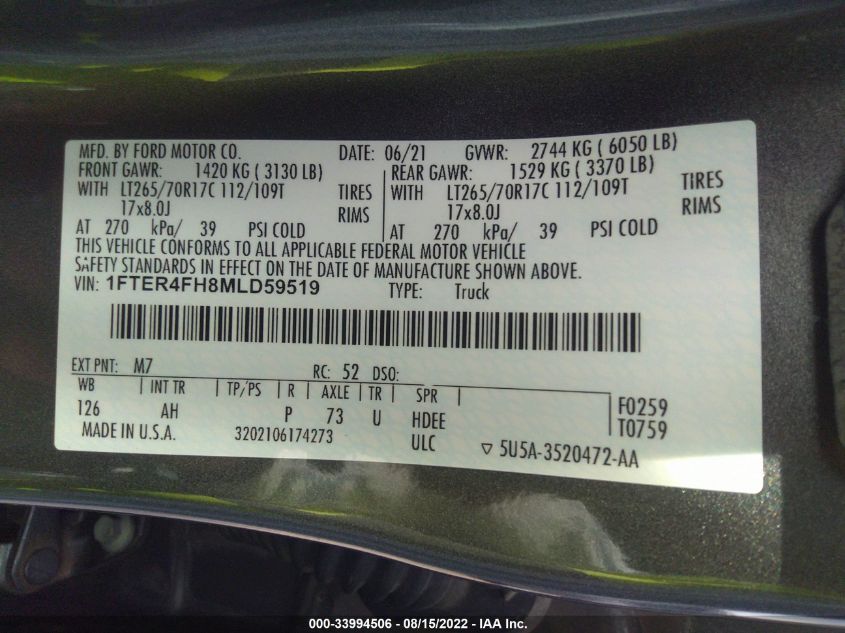 MFD. BY FORD MOTOR CO. DATE: 06/21 GVWR: 2744 KG ( 6050 LB)
FRONT GAWR: 1420 KG ( 3130 LB) REAR GAWR: 1529 KG ( 3370 LB)
WITH LT265/70R17C 112/109T TIRES WITH LT265/70R17C 112/109T TIRES
17x8.0J RIMS 17x8.0J RIMS
AT 270 kPa/ 39 PSI COLD AT 270 kPa/ 39 PSI COLD
THIS VEHICLE CONFORMS TO ALL APPLICABLE FEDERAL MOTOR VEHICLE
SAFETY STANDARDS IN EFFECT ON THE DATE OF MANUFACTURE SHOWN ABOVE.
VIN: 1FTER4FH8MLD59519 TYPE: Truck
EXT PNT: M7 RC: 52 DSO:
WB | INT TR | TP/PS | R | AXLE | TR | SPR |
126 AH P 73 U HDEE F0259
MADE IN U.S.A. 3202106174273 ULC T0759
▽ 5U5A-3520472-AA
000-33994506 - 08/15/2022 - IAA Inc.